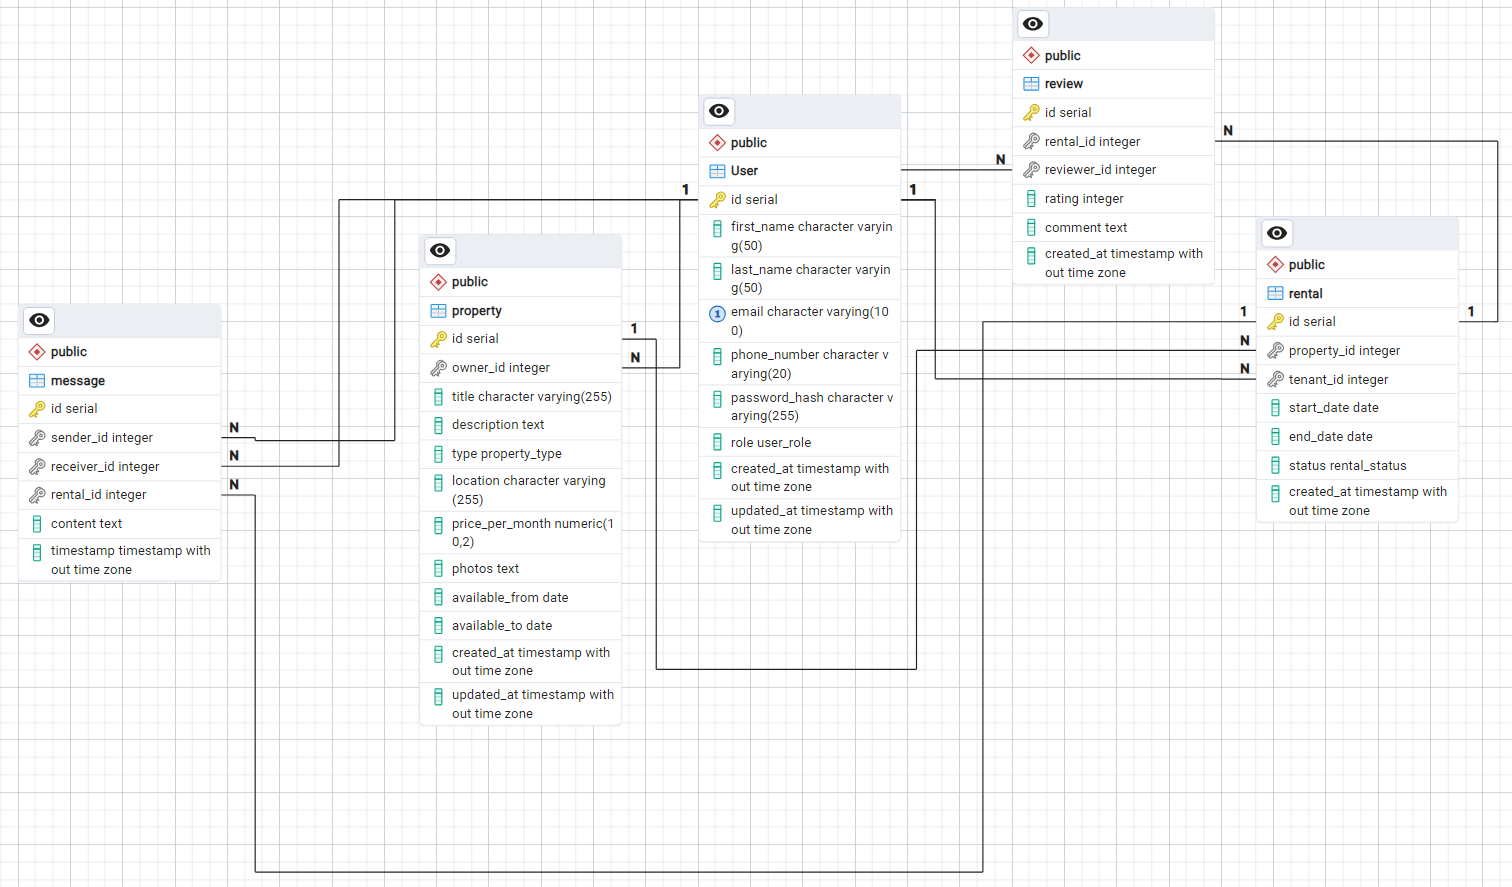 public
message
id serial
sender_id integer
receiver_id integer
rental_id integer
content text
timestamp timestamp with
out time zone
N
N
N
public
property
id serial
owner_id integer
title character varying(255)
description text
type property_type
location character varying
(255)
price_per_month numeric(1
0,2)
photos text
available_from date
available_to date
created_at timestamp with
out time zone
updated_at timestamp with
out time zone
1
N
1
public
User
id serial
first_name character varyin
g(50)
last_name character varyin
g(50)
1
email character varying(10
0)
phone_number character v
arying(20)
password_hash character v
arying(255)
role user_role
created_at timestamp with
out time zone
updated_at timestamp with
out time zone
1
N
public
review
id serial
rental_id integer
reviewer_id integer
rating integer
comment text
created_at timestamp with
out time zone
N
1
N
N
public
rental
id serial
property_id integer
tenant_id integer
start_date date
end_date date
status rental_status
created_at timestamp with
out time zone
1